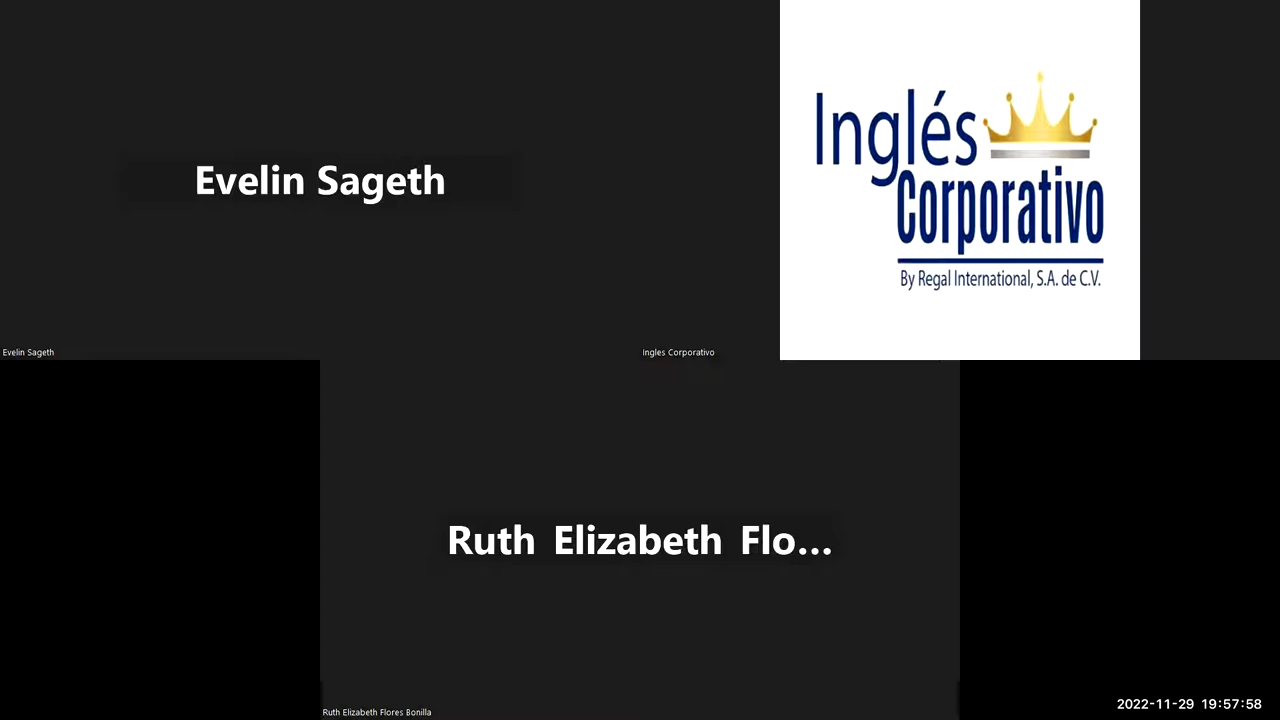 Evelin Sageth
Inglés
Corporativo
By Regal International, S.A. de C.V.
Evelin Sageth
Ingles Corporativo
Ruth Elizabeth Flo...
Ruth Elizabeth Flores Bonilla
2022-11-29 19:57:58